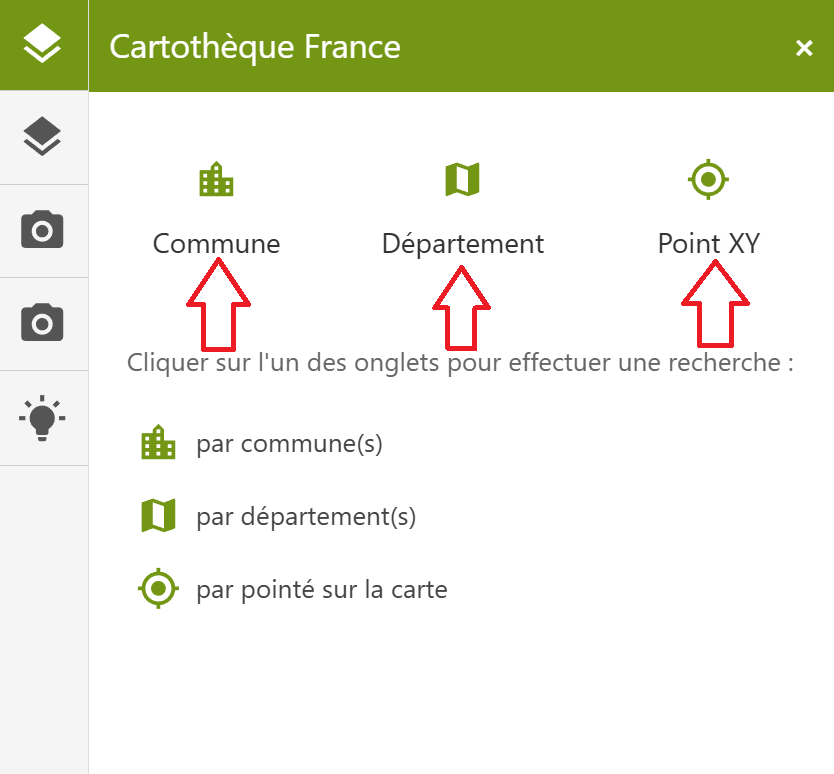 Cartothèque France
Commune Département Point XY
Cliquer sur l'un des onglets pour effectuer une recherche :
par commune(s)
par département(s)
par pointé sur la carte